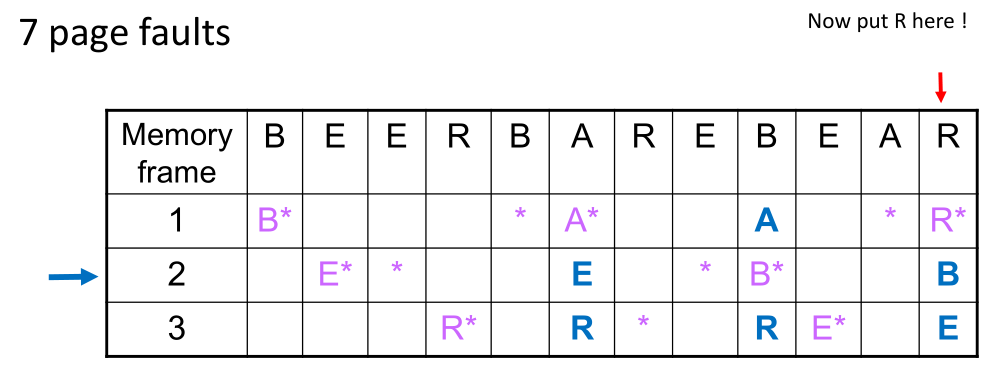 7 page faults
Now put R here !
Memory frame B E E R B A R E B E A R
1 B* * A* A * R*
2 E* * E * B* B
3 R* R * R E* E